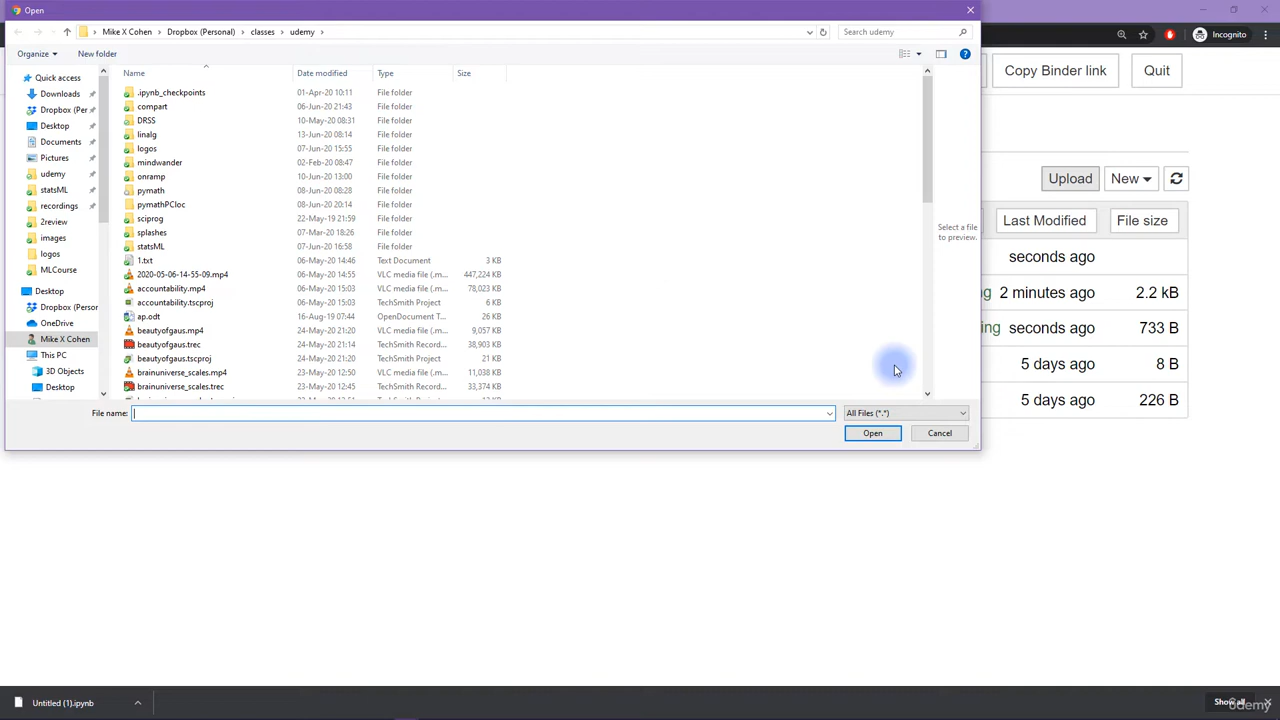 Open
Mike X Cohen > Dropbox (Personal) > classes > udemy >
Search udemy
Incognito
Organize
New folder
Copy Binder link
Quit
Name
Date modified
Type
Size
Quick access
Downloads
Dropbox (Per
Desktop
Documents
Pictures
udemy
statsML
recordings
2review
images
logos
MLCourse
Desktop
Dropbox (Persor
OneDrive
Mike X Cohen
This PC
3D Objects
Desktop
.ipynb_checkpoints 01-Apr-20 10:11 File folder
compart 06-Jun-20 21:43 File folder
DRSS 10-May-20 08:31 File folder
linalg 13-Jun-20 08:14 File folder
logos 07-Jun-20 15:55 File folder
mindwander 02-Feb-20 08:47 File folder
onramp 10-Jun-20 13:00 File folder
pymath 08-Jun-20 08:28 File folder
pymathPCloc 08-Jun-20 20:14 File folder
sciprog 22-May-19 21:59 File folder
splashes 07-Mar-20 18:26 File folder
statsML 07-Jun-20 16:58 File folder
1.txt 06-May-20 14:46 Text Document 3 KB
2020-05-06-14-55-09.mp4 06-May-20 14:55 VLC media file (.m... 447,224 KB
accountability.mp4 06-May-20 15:03 VLC media file (.m... 78,023 KB
accountability.tscproj 06-May-20 15:03 TechSmith Project 6 KB
ap.odt 16-Aug-19 07:44 OpenDocument T... 26 KB
beautyofgaus.mp4 24-May-20 21:20 VLC media file (.m... 9,057 KB
beautyofgaus.trec 24-May-20 21:14 TechSmith Record... 38,903 KB
beautyofgaus.tscproj 24-May-20 21:20 TechSmith Project 21 KB
brainuniverse_scales.mp4 23-May-20 12:50 VLC media file (.m... 11,038 KB
brainuniverse_scales.trec 23-May-20 12:45 TechSmith Record... 33,374 KB
Select a file
to preview.
File name:
All Files (*.*)
Open
Cancel
Upload
New
Last Modified
File size
seconds ago
ng 2 minutes ago 2.2 kB
ing seconds ago 733 B
5 days ago 8 B
5 days ago 226 B
Untitled (1).ipynb
Show all
udemy